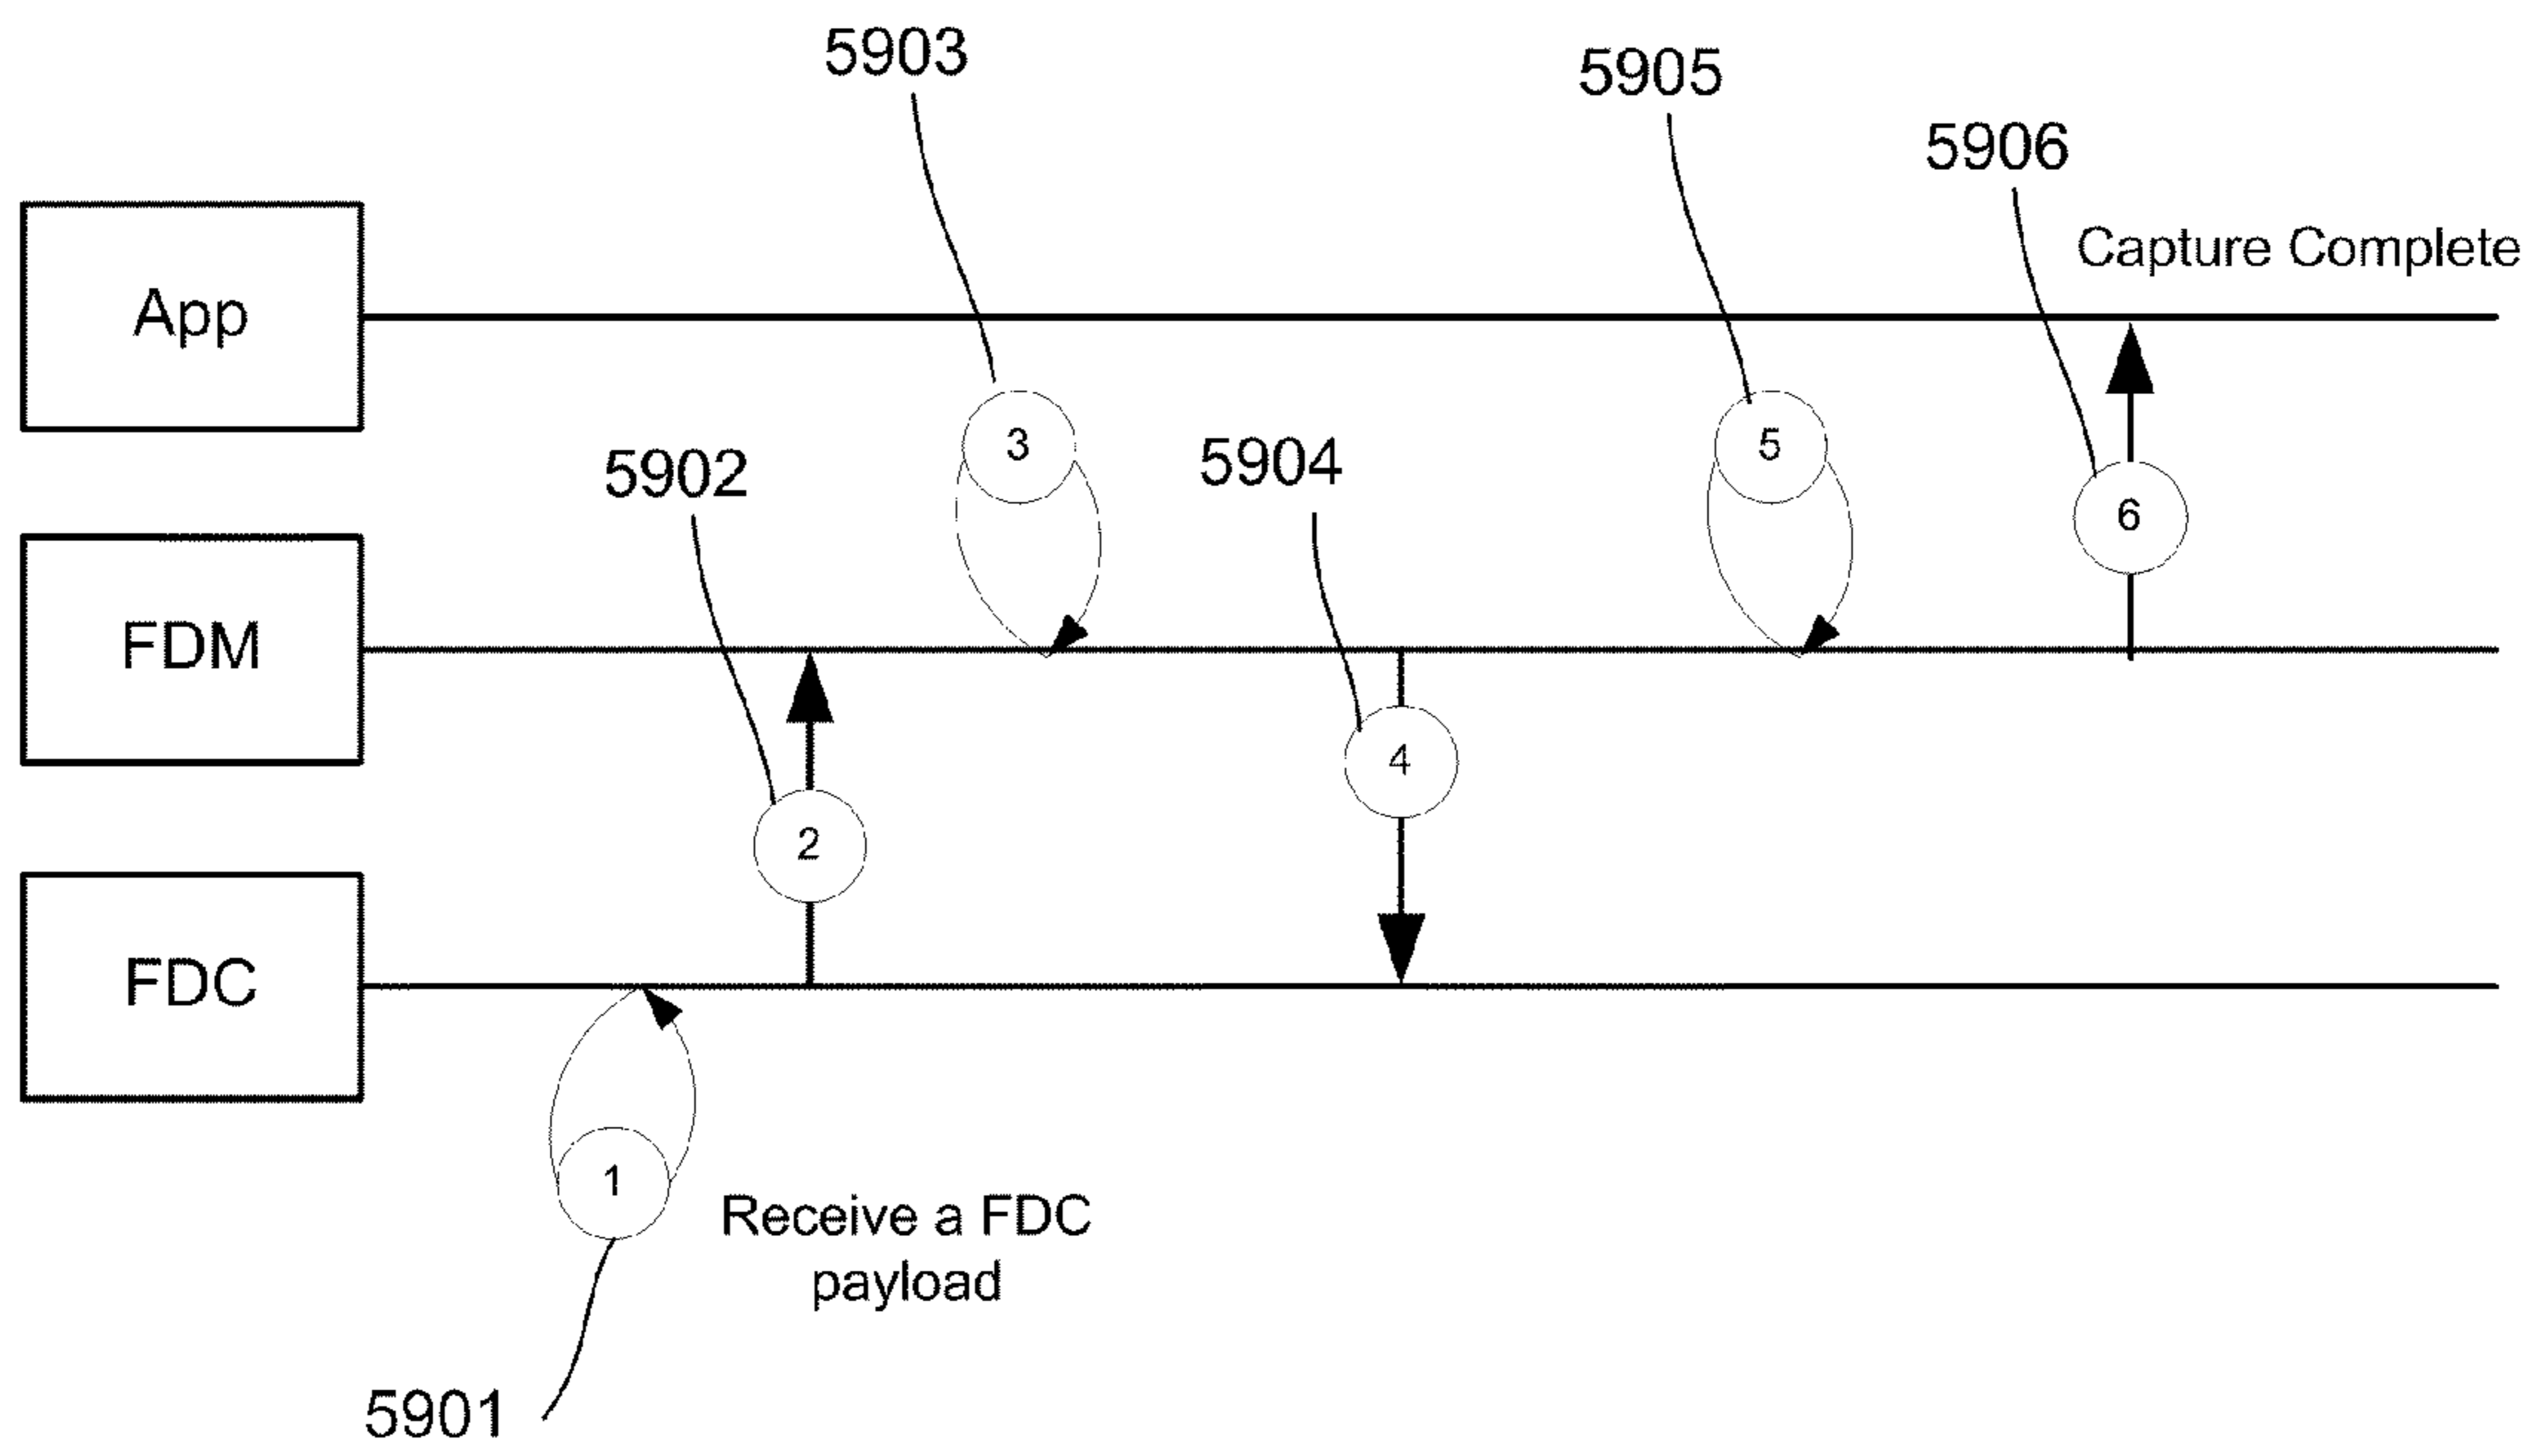 5903
5905
5906
Capture Complete
App
3
5
5902
5904
6
FDM
4
2
FDC
1
Receive a FDC
payload
5901